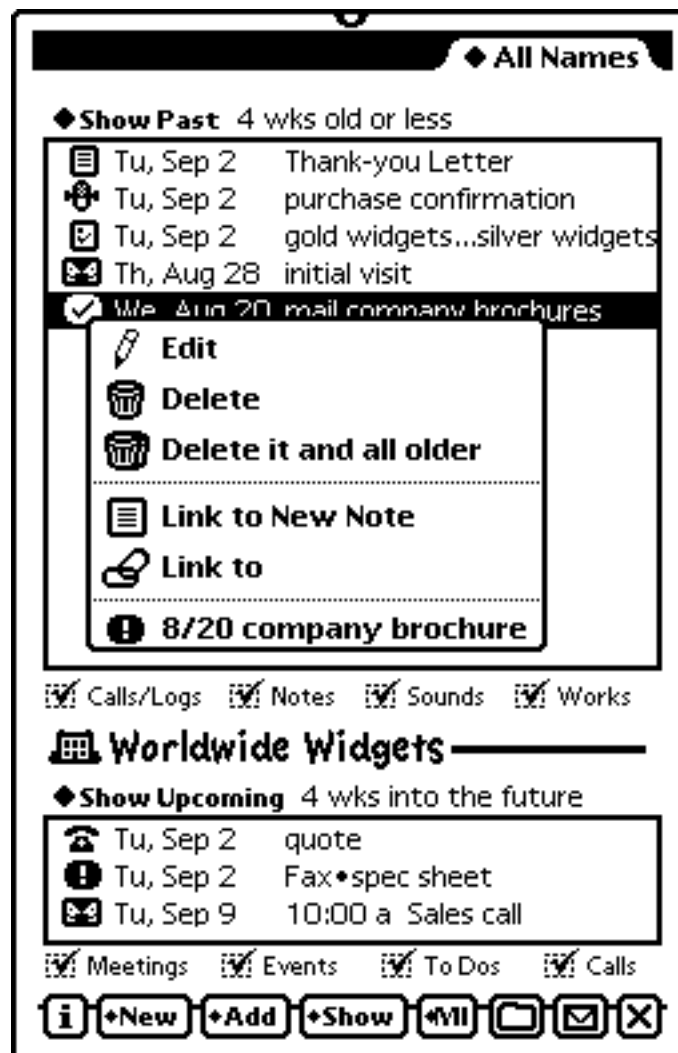 All Names
Show Past 4 wks old or less
Tu, Sep 2 Thank-you Letter
Tu, Sep 2 purchase confirmation
Tu, Sep 2 gold widgets...silver widgets
Th, Aug 28 initial visit
We, Aug 20 mail company brochures
Edit
Delete
Delete it and all older
Link to New Note
Link to
8/20 company brochure
Calls/Logs Notes Sounds Works
Worldwide Widgets
Show Upcoming 4 wks into the future
Tu, Sep 2 quote
Tu, Sep 2 Fax•spec sheet
Tu, Sep 9 10:00 a Sales call
Meetings Events To Dos Calls
i New Add Show